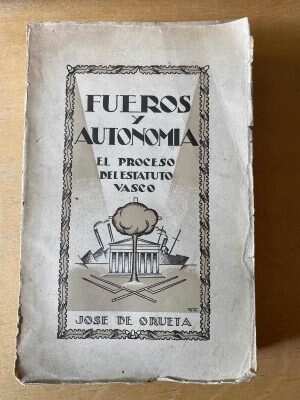 FUEROS
Y
AUTONOMIA
EL PROCESO
DEL ESTATUTO
VASCO
JOSE DE ORUETA